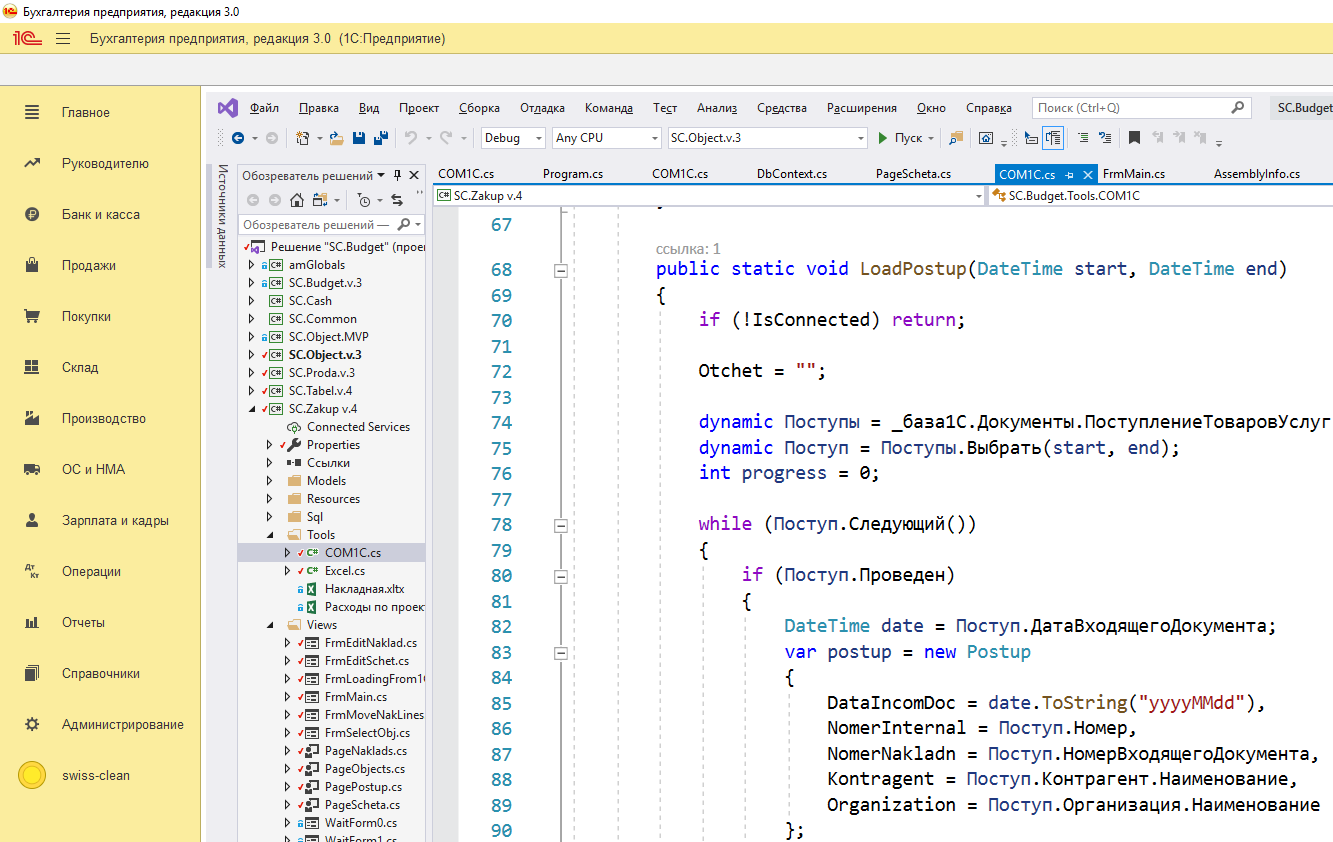 Бухгалтерия предприятия, редакция 3.0
1С Бухгалтерия предприятия, редакция 3.0 (1С:Предприятие)
Главное
Руководителю
Банк и касса
Продажи
Покупки
Склад
Производство
ОС и НМА
Зарплата и кадры
Дт Кт Операции
Отчеты
Справочники
Администрирование
swiss-clean
Файл Правка Вид Проект Сборка Отладка Команда Тест Анализ Средства Расширения Окно Справка Поиск (Ctrl+Q) SC.Budget
Debug Any CPU SC.Object.v.3 Пуск
Источники данных
Обозреватель решений
Обозреватель решений —
Решение "SC.Budget" (прое
amGlobals
SC.Budget.v.3
SC.Cash
SC.Common
SC.Object.MVP
SC.Object.v.3
SC.Proda.v.3
SC.Tabel.v.4
SC.Zakup v.4
Connected Services
Properties
Ссылки
Models
Resources
Sql
Tools
COM1C.cs
Excel.cs
Накладная.xltx
Расходы по проек
Views
FrmEditNaklad.cs
FrmEditSchet.cs
FrmLoadingFrom1
FrmMain.cs
FrmMoveNakLines
FrmSelectObj.cs
PageNaklads.cs
PageObjects.cs
PagePostup.cs
PageScheta.cs
WaitForm0.cs
WaitForm1.cs
COM1C.cs Program.cs COM1C.cs DbContext.cs PageScheta.cs COM1C.cs FrmMain.cs AssemblyInfo.cs
SC.Zakup v.4 SC.Budget.Tools.COM1C
67
ссылка: 1
68 public static void LoadPostup(DateTime start, DateTime end)
69 {
70 if (!IsConnected) return;
71
72 Otchet = "";
73
74 dynamic Поступы = _база1С.Документы.ПоступлениеТоваровУслуг
75 dynamic Поступ = Поступы.Выбрать(start, end);
76 int progress = 0;
77
78 while (Поступ.Следующий())
79 {
80 if (Поступ.Проведен)
81 {
82 DateTime date = Поступ.ДатаВходящегоДокумента;
83 var postup = new Postup
84 {
85 DataIncomDoc = date.ToString("yyyyMMdd"),
86 NomerInternal = Поступ.Номер,
87 NomerNakladn = Поступ.НомерВходящегоДокумента,
88 Kontragent = Поступ.Контрагент.Наименование,
89 Organization = Поступ.Организация.Наименование
90 };